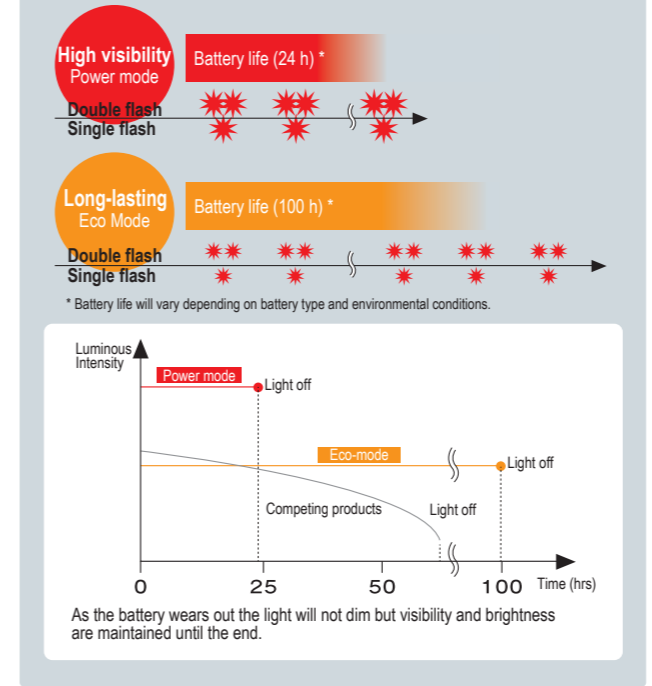 High visibility
Power mode
Battery life (24 h) *
Double flash
Single flash
Long-lasting
Eco Mode
Battery life (100 h) *
Double flash
Single flash
* Battery life will vary depending on battery type and environmental conditions.
Luminous
Intensity
Power mode
Light off
Eco-mode
Light off
Competing products
Light off
0 25 50 100 Time (hrs)
As the battery wears out the light will not dim but visibility and brightness
are maintained until the end.